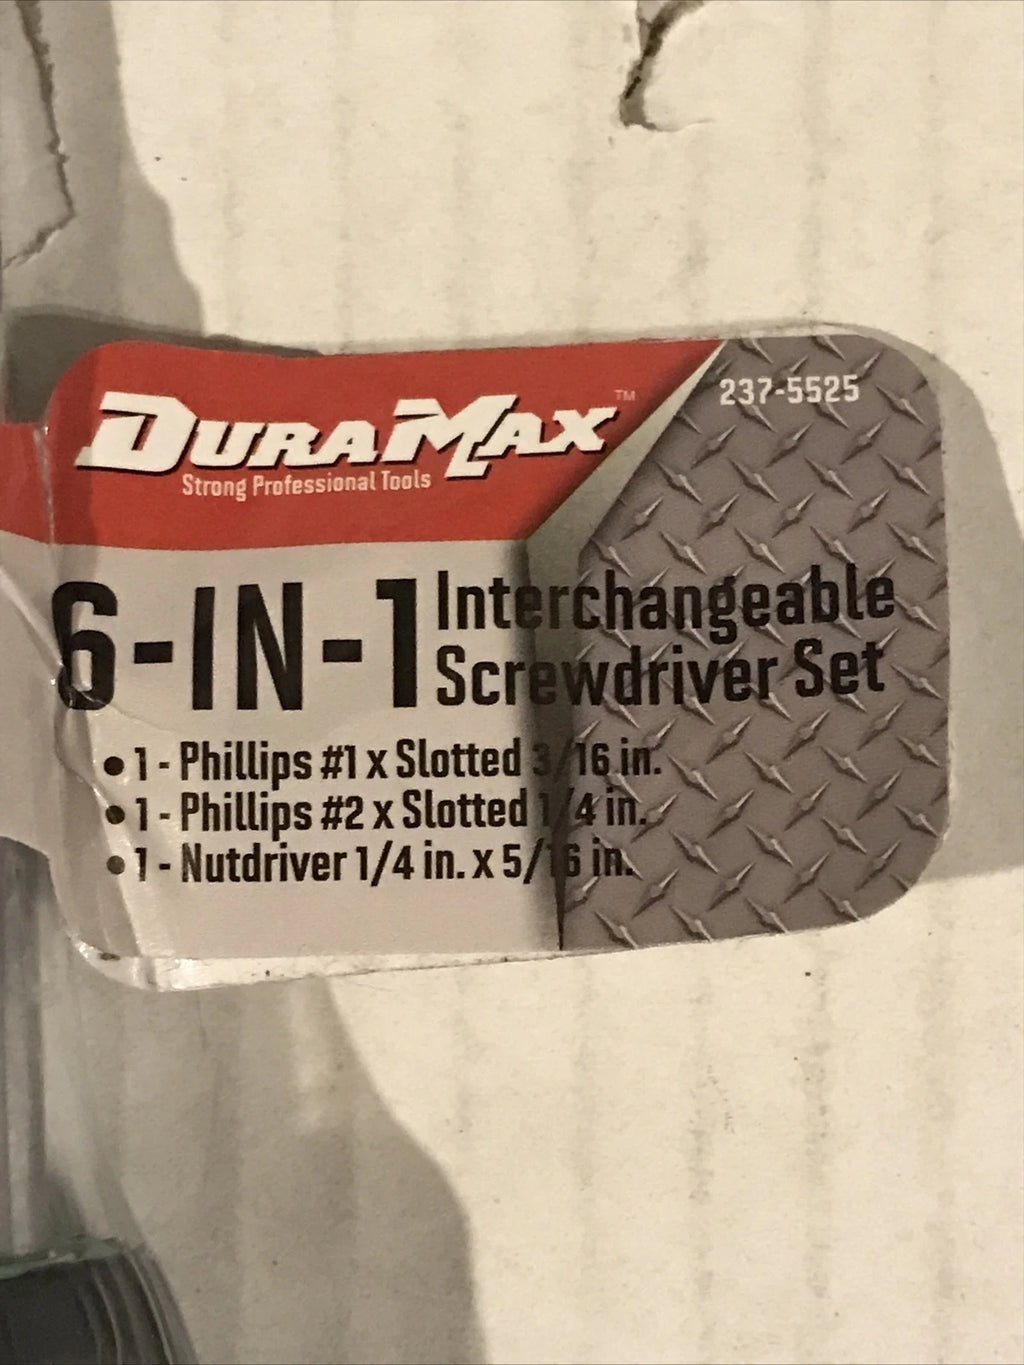 DURAMAX™
Strong Professional Tools
237-5525
6-IN-1 Interchangeable
Screwdriver Set
• 1 - Phillips #1 x Slotted 3/16 in.
• 1 - Phillips #2 x Slotted 1/4 in.
• 1 - Nutdriver 1/4 in. x 5/16 in.